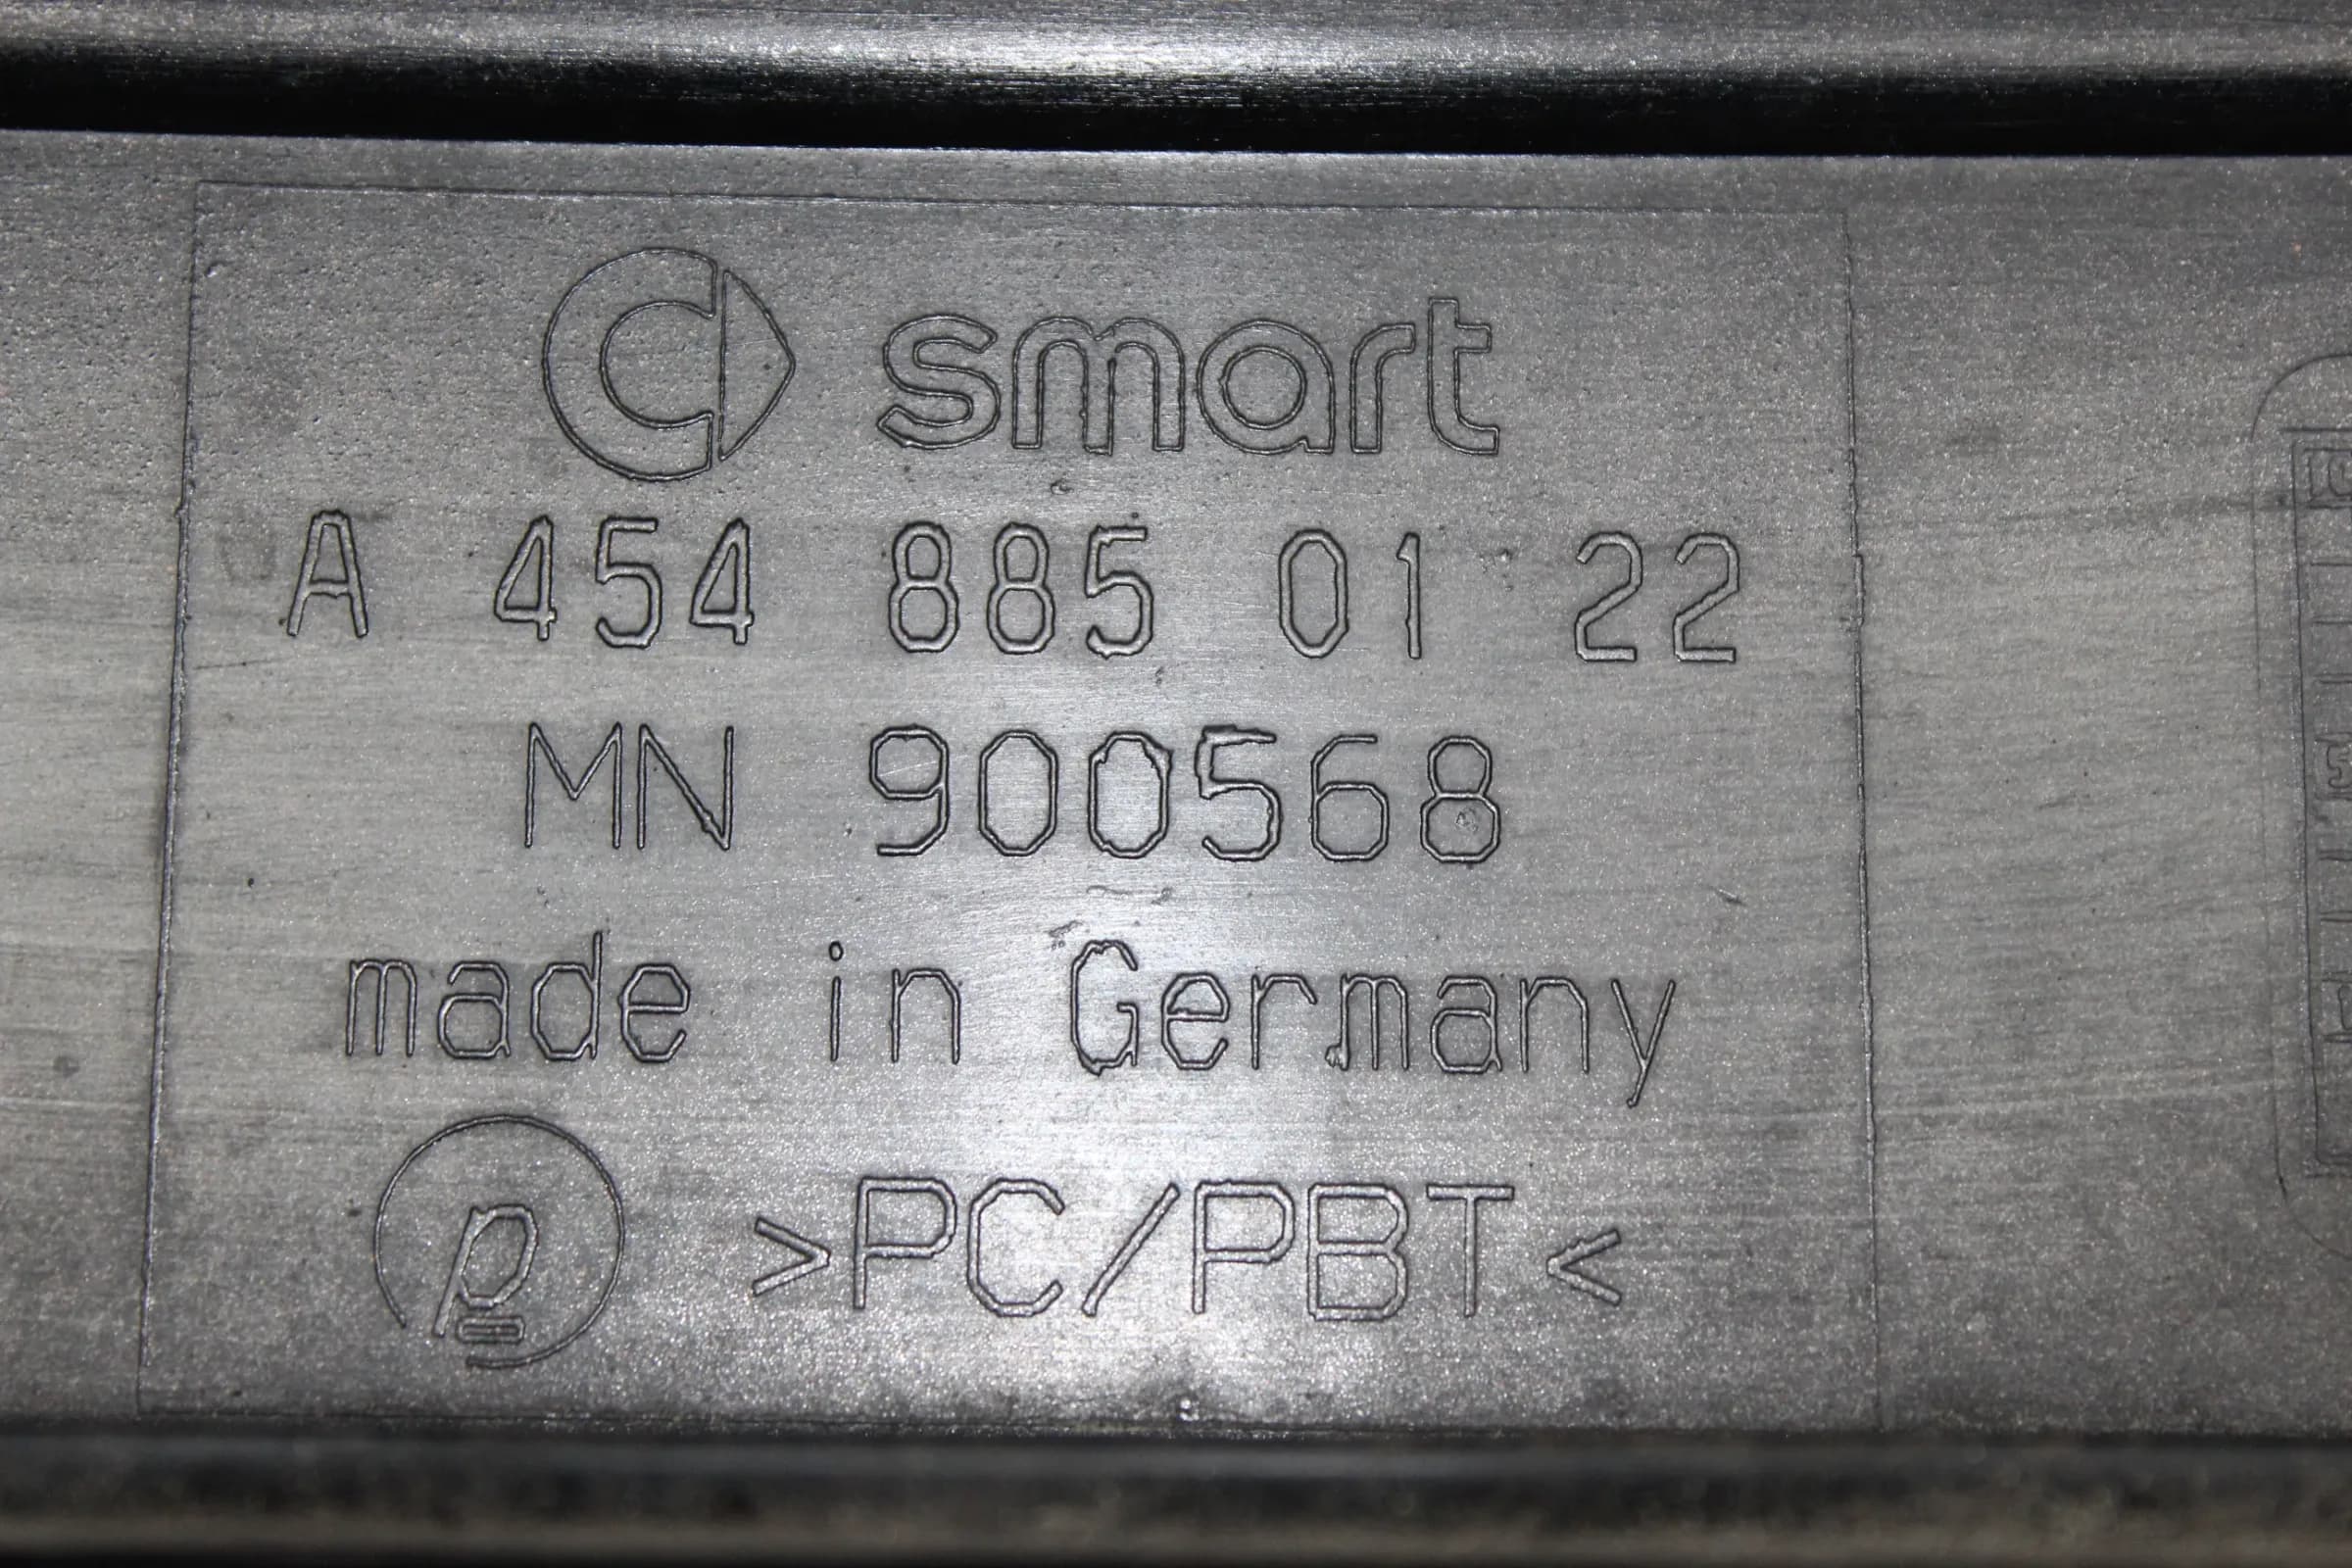 smart
A 454 885 01 22
MN 900568
made in Germany
p >PC/PBT<